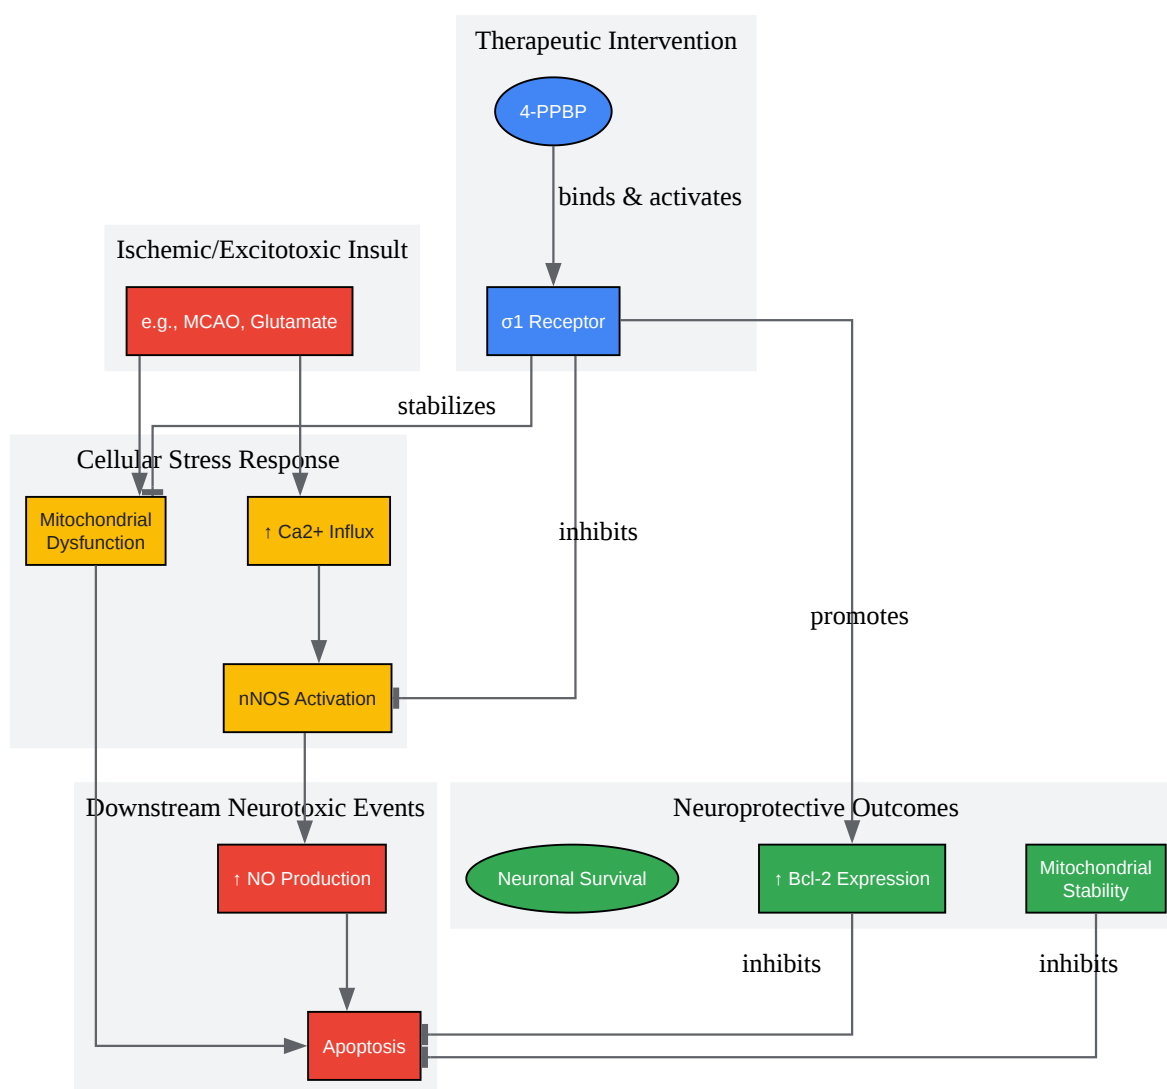 Therapeutic Intervention
4-PPBP
binds & activates
Ischemic/Excitotoxic Insult
e.g., MCAO, Glutamate
σ1 Receptor
stabilizes
Cellular Stress Response
Mitochondrial
Dysfunction
↑ Ca2+ Influx
inhibits
promotes
nNOS Activation
Downstream Neurotoxic Events
Neuroprotective Outcomes
↑ NO Production
Neuronal Survival
↑ Bcl-2 Expression
Mitochondrial
Stability
inhibits
inhibits
Apoptosis